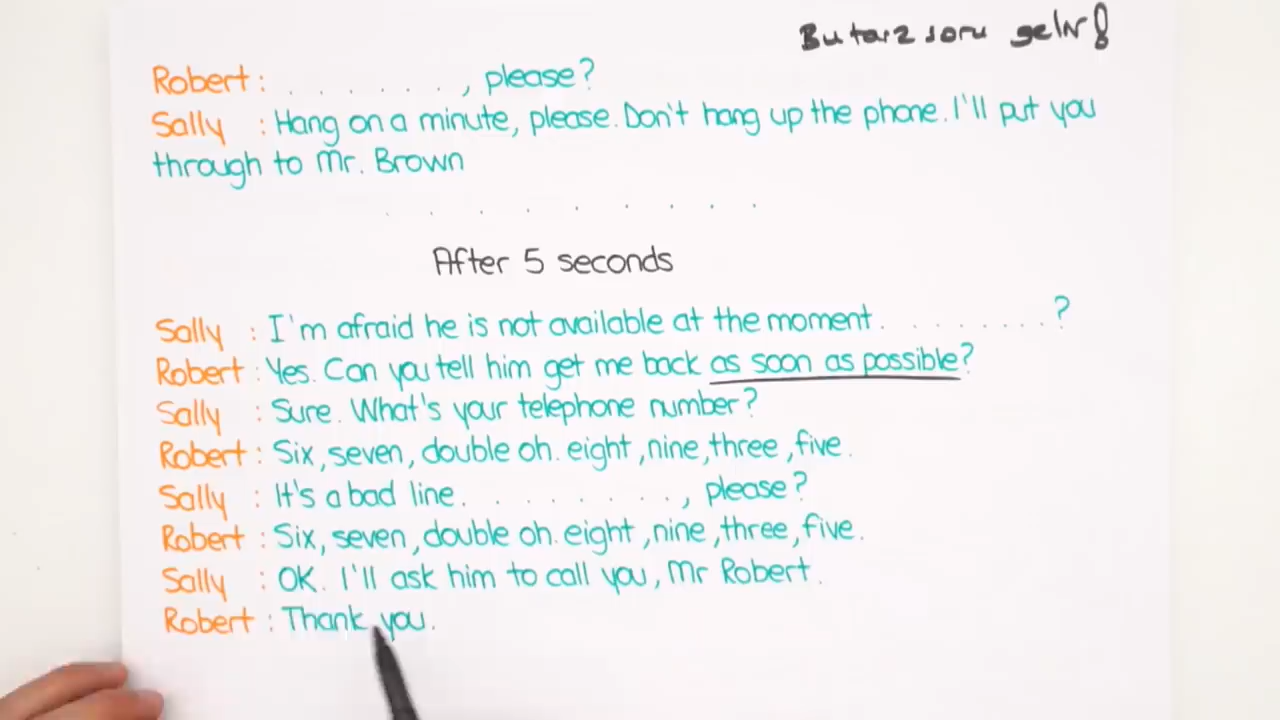 Bu tarz soru gelir!
Robert : . . . . . . . , please?
Sally : Hang on a minute, please. Don't hang up the phone. I'll put you
through to Mr. Brown
. . . . . . . . .
After 5 seconds
Sally : I'm afraid he is not available at the moment. . . . . . . . ?
Robert : Yes. Can you tell him get me back as soon as possible?
Sally : Sure. What's your telephone number?
Robert : Six, seven, double oh. eight, nine, three, five.
Sally : It's a bad line. . . . . . . . , please?
Robert : Six, seven, double oh. eight, nine, three, five.
Sally : OK. I'll ask him to call you, Mr Robert.
Robert : Thank you.